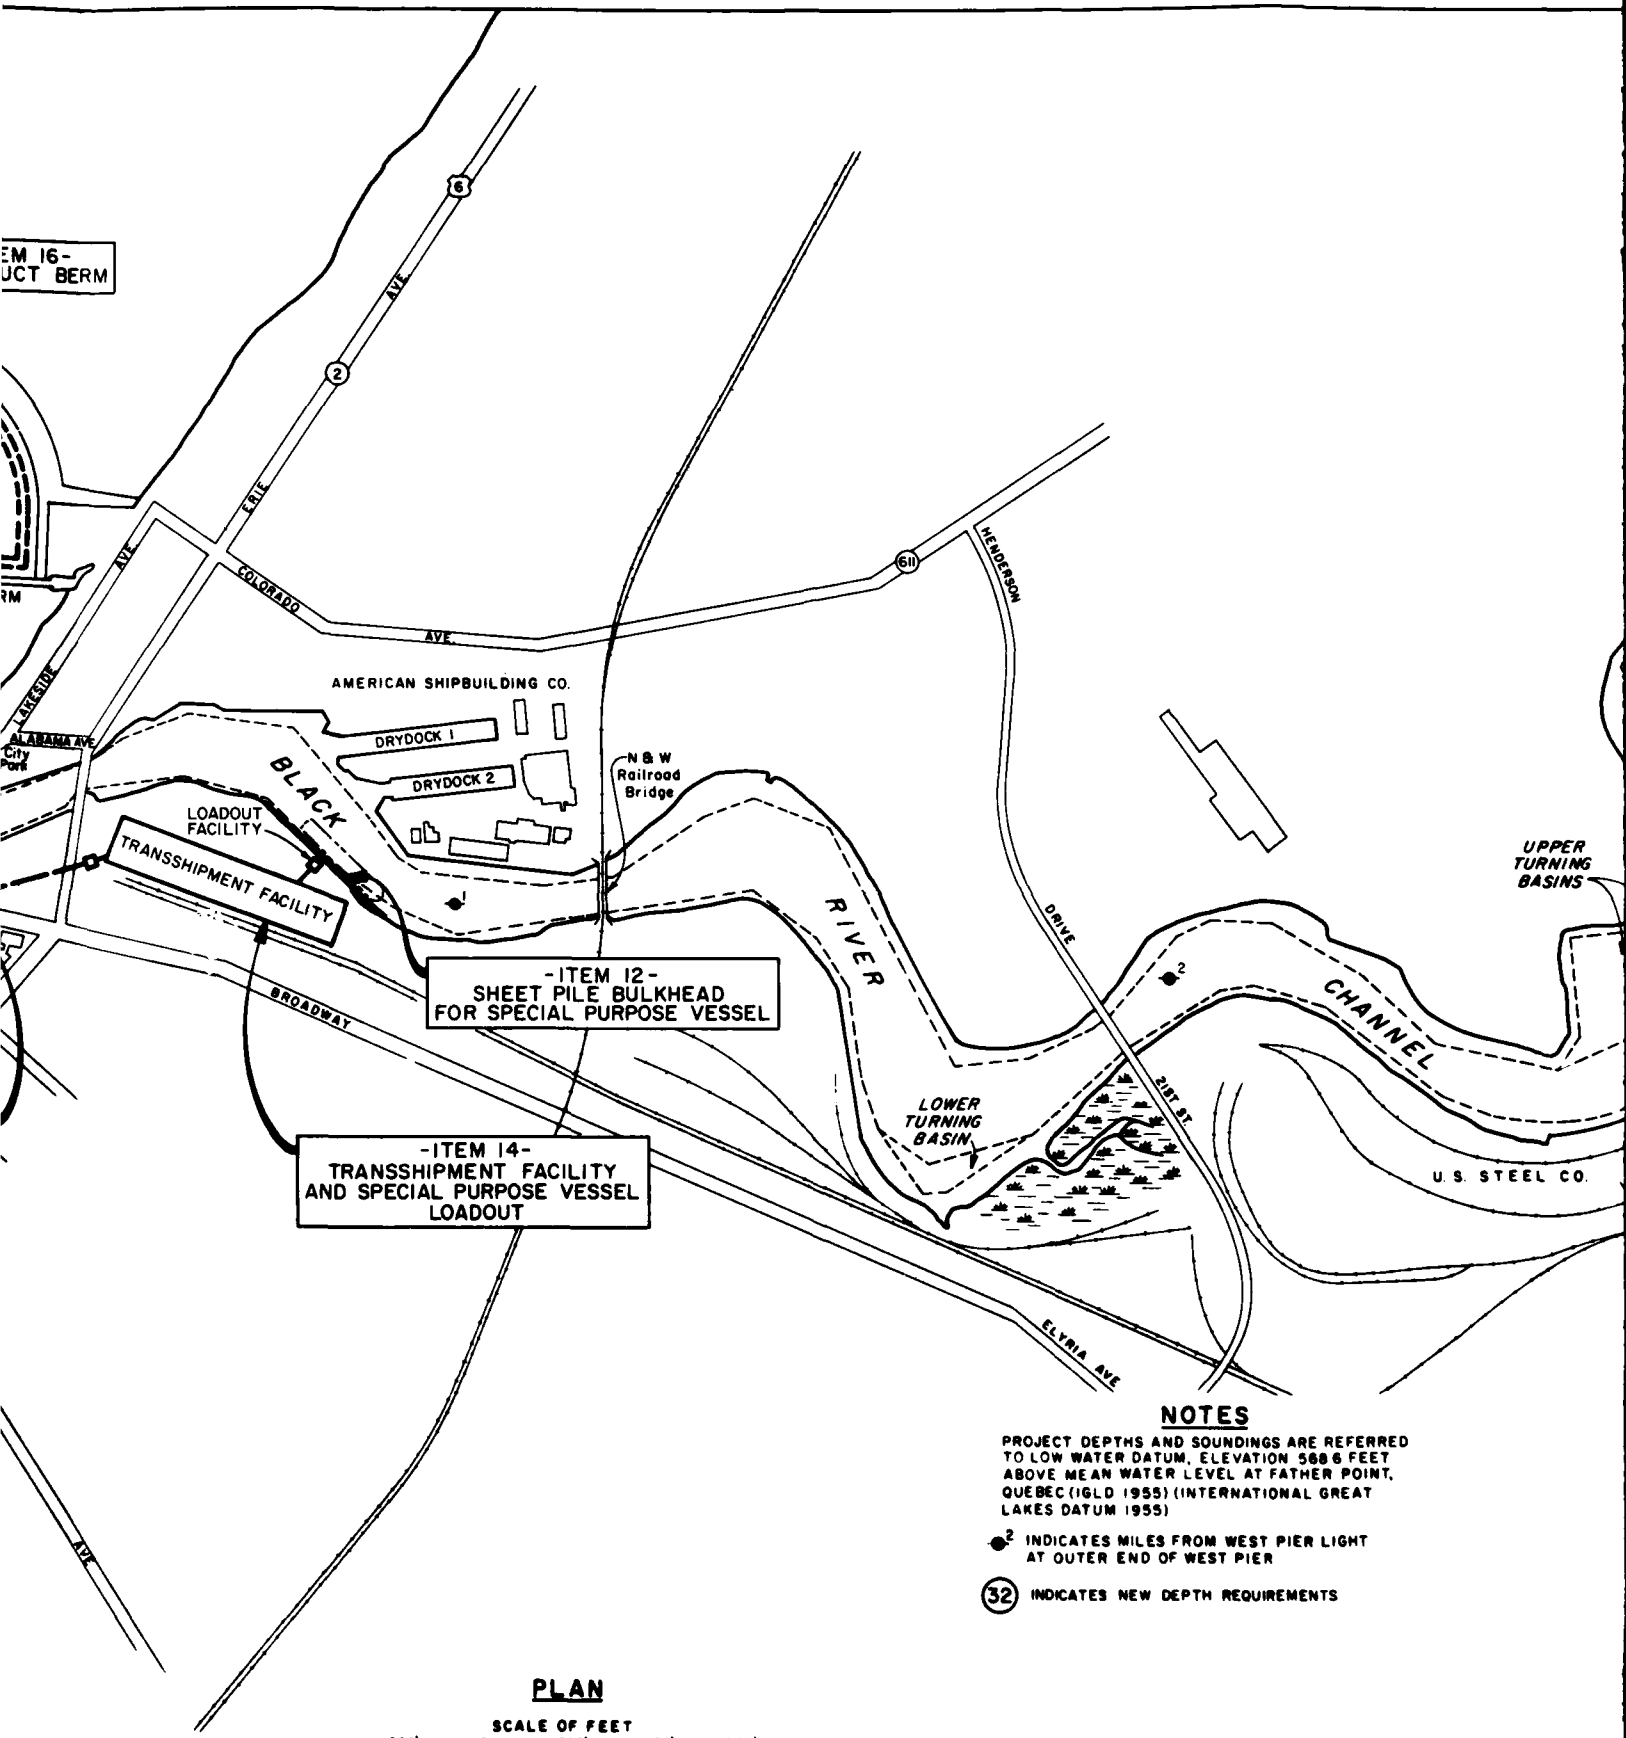 6
EM 16-
UCT BERM
AVE.
2
ERIE
AVE.
COLORADO
611
HENDERSON
RM
AVE.
LAKESIDE
AMERICAN SHIPBUILDING CO.
DRYDOCK 1
ALABAMA AVE.
City
Park
BLACK
N & W
Railroad
Bridge
DRYDOCK 2
LOADOUT
FACILITY
TRANSSHIPMENT FACILITY
1
UPPER
TURNING
BASINS
RIVER
DRIVE
2
-ITEM 12-
SHEET PILE BULKHEAD
FOR SPECIAL PURPOSE VESSEL
BROADWAY
CHANNEL
LOWER
TURNING
BASIN
21ST ST.
-ITEM 14-
TRANSSHIPMENT FACILITY
AND SPECIAL PURPOSE VESSEL
LOADOUT
U. S. STEEL CO.
ELYRIA AVE
NOTES
PROJECT DEPTHS AND SOUNDINGS ARE REFERRED
TO LOW WATER DATUM, ELEVATION 568 6 FEET
ABOVE MEAN WATER LEVEL AT FATHER POINT,
QUEBEC (IGLD 1955) (INTERNATIONAL GREAT
LAKES DATUM 1955)
2 INDICATES MILES FROM WEST PIER LIGHT
AT OUTER END OF WEST PIER
32 INDICATES NEW DEPTH REQUIREMENTS
AVE
PLAN
SCALE OF FEET